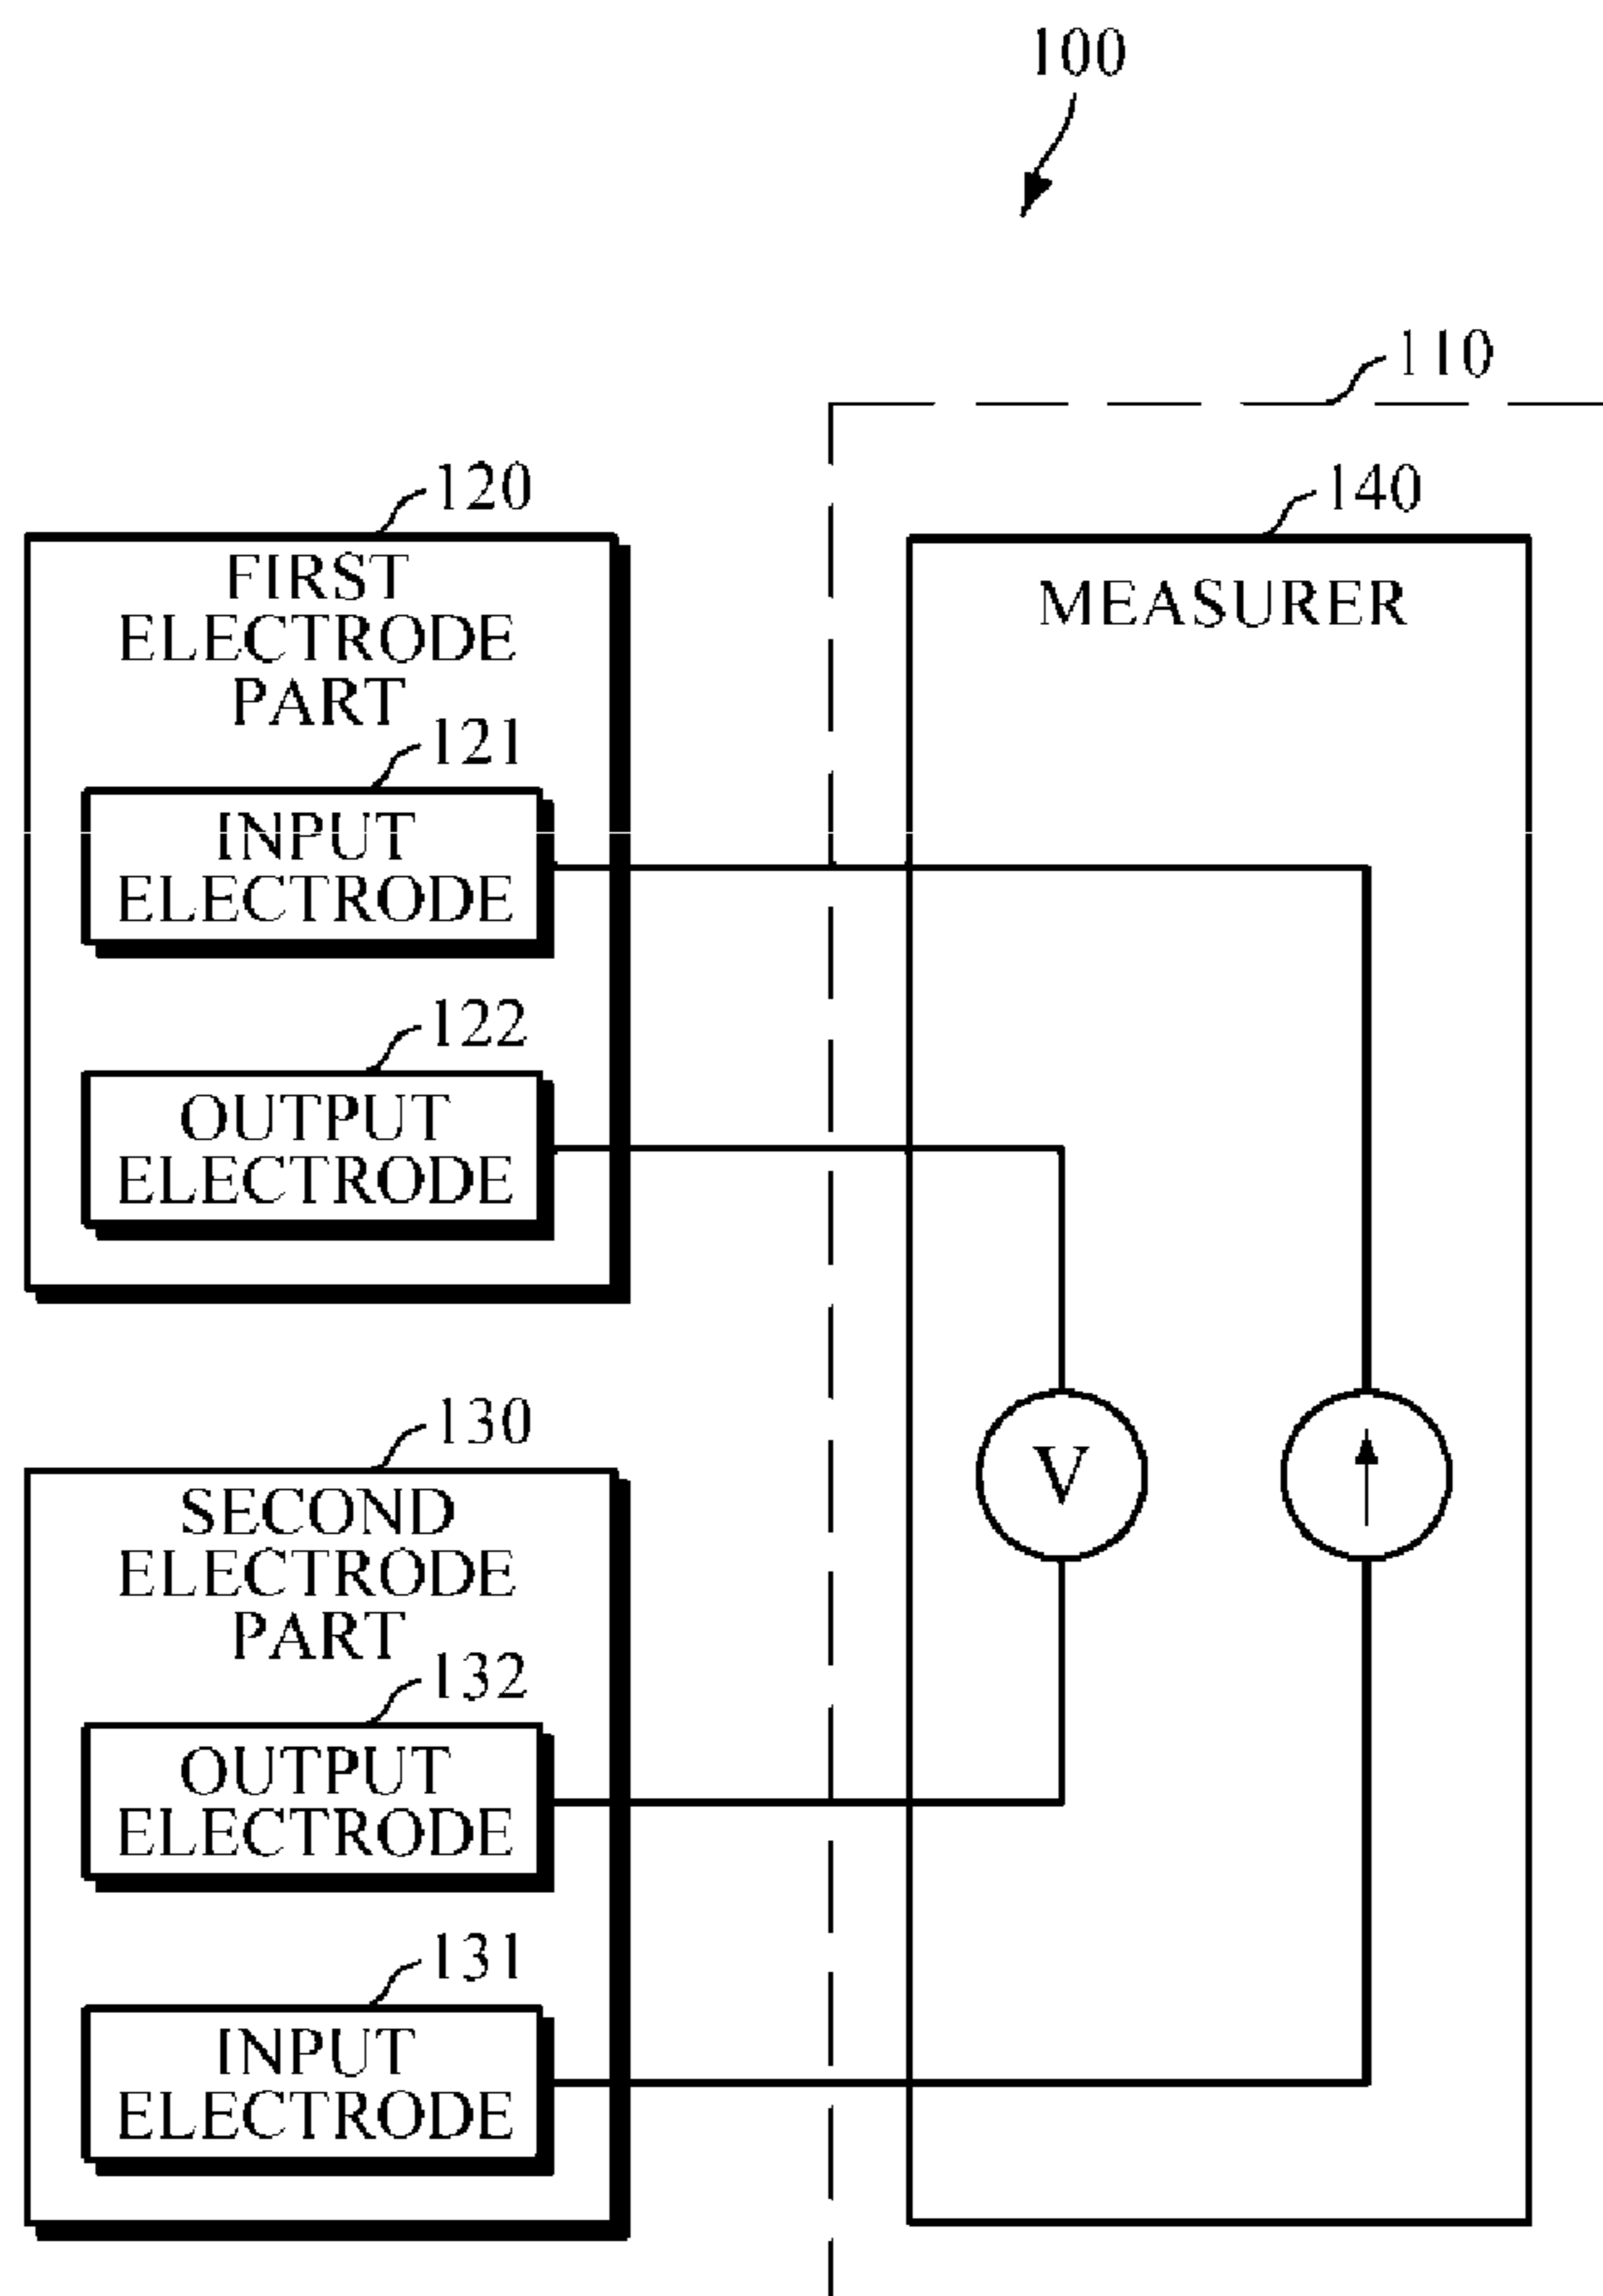 100
110
120
FIRST
ELECTRODE
PART
121
INPUT
ELECTRODE
122
OUTPUT
ELECTRODE
130
SECOND
ELECTRODE
PART
132
OUTPUT
ELECTRODE
131
INPUT
ELECTRODE
140
MEASURER
V